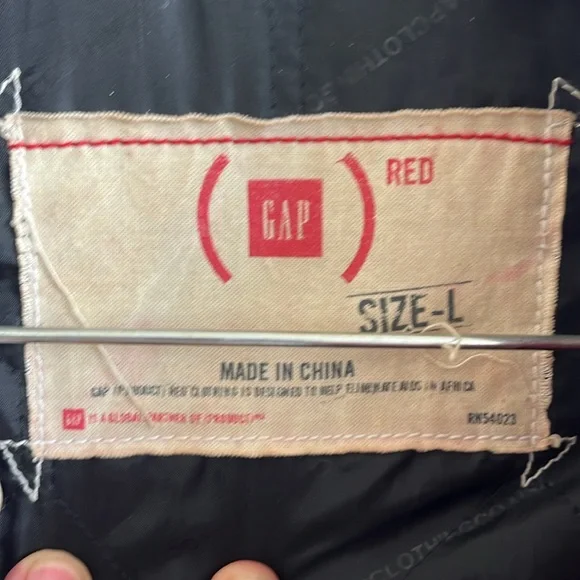 GAP
RED
SIZE-L
MADE IN CHINA
GAP (PRODUCT) RED CLOTHING IS DESIGNED TO HELP ELIMINATE AIDS IN AFRICA
GAP IS A GLOBAL PARTNER OF (PRODUCT)RED
RN54023